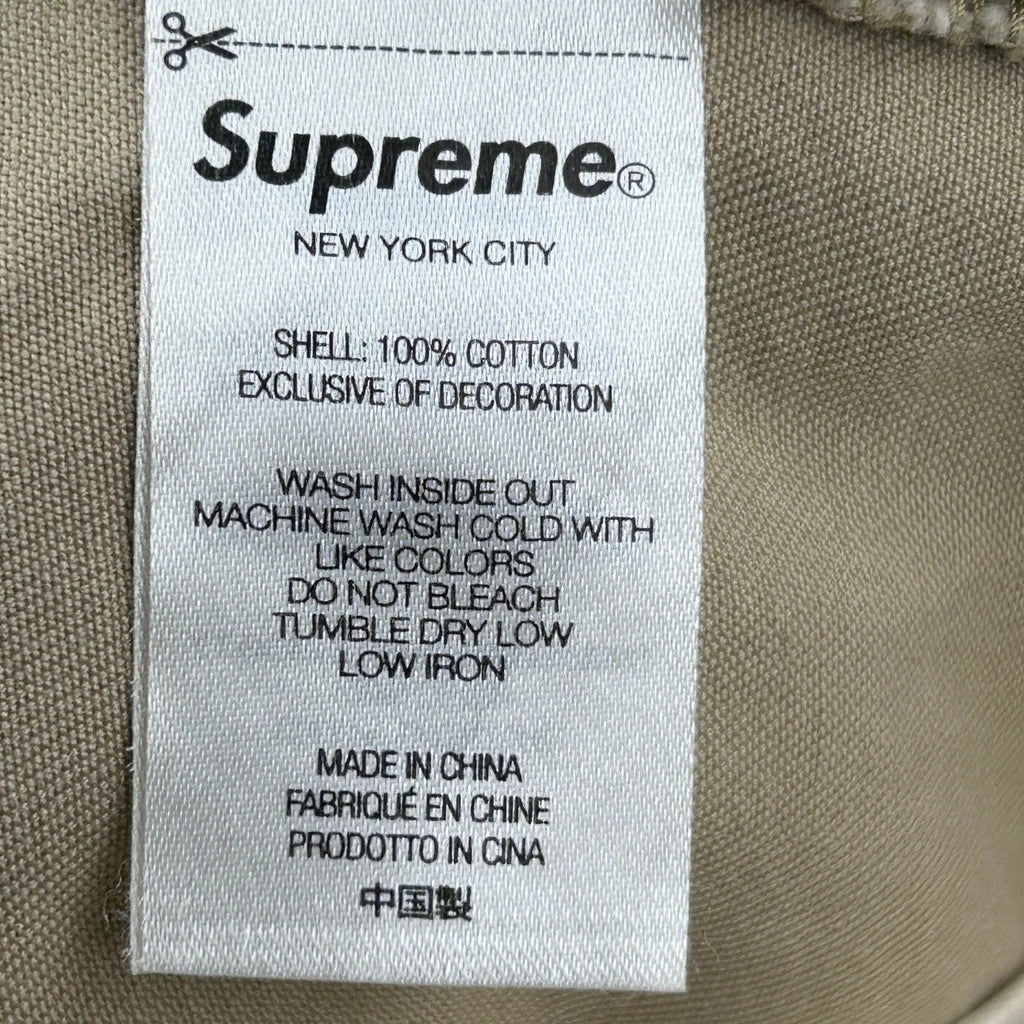 Supreme®
NEW YORK CITY
SHELL: 100% COTTON
EXCLUSIVE OF DECORATION
WASH INSIDE OUT
MACHINE WASH COLD WITH
LIKE COLORS
DO NOT BLEACH
TUMBLE DRY LOW
LOW IRON
MADE IN CHINA
FABRIQUÉ EN CHINE
PRODOTTO IN CINA
中国製